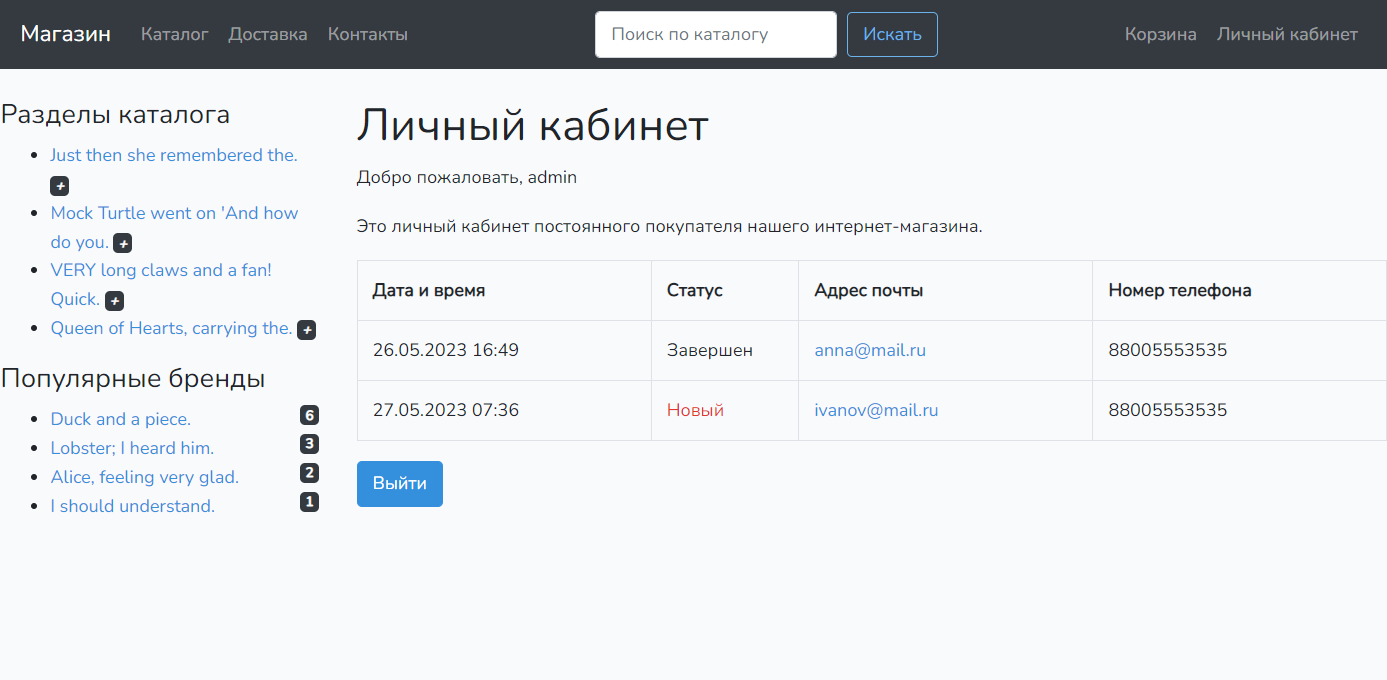 Магазин Каталог Доставка Контакты Поиск по каталогу Искать Корзина Личный кабинет
Разделы каталога
Just then she remembered the.
+
Mock Turtle went on 'And how
do you. +
VERY long claws and a fan!
Quick. +
Queen of Hearts, carrying the. +
Популярные бренды
Duck and a piece. 6
Lobster; I heard him. 3
Alice, feeling very glad. 2
I should understand. 1
Личный кабинет
Добро пожаловать, admin
Это личный кабинет постоянного покупателя нашего интернет-магазина.
Дата и время Статус Адрес почты Номер телефона
26.05.2023 16:49 Завершен anna@mail.ru 88005553535
27.05.2023 07:36 Новый ivanov@mail.ru 88005553535
Выйти